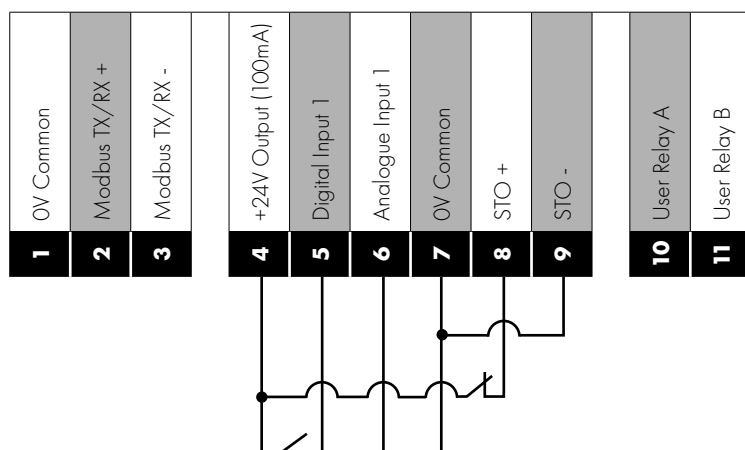 0V Common
Modbus TX/RX +
Modbus TX/RX -
+24V Output (100mA)
Digital Input 1
Analogue Input 1
0V Common
STO +
STO -
User Relay A
User Relay B
1
2
3
4
5
6
7
8
9
10
11